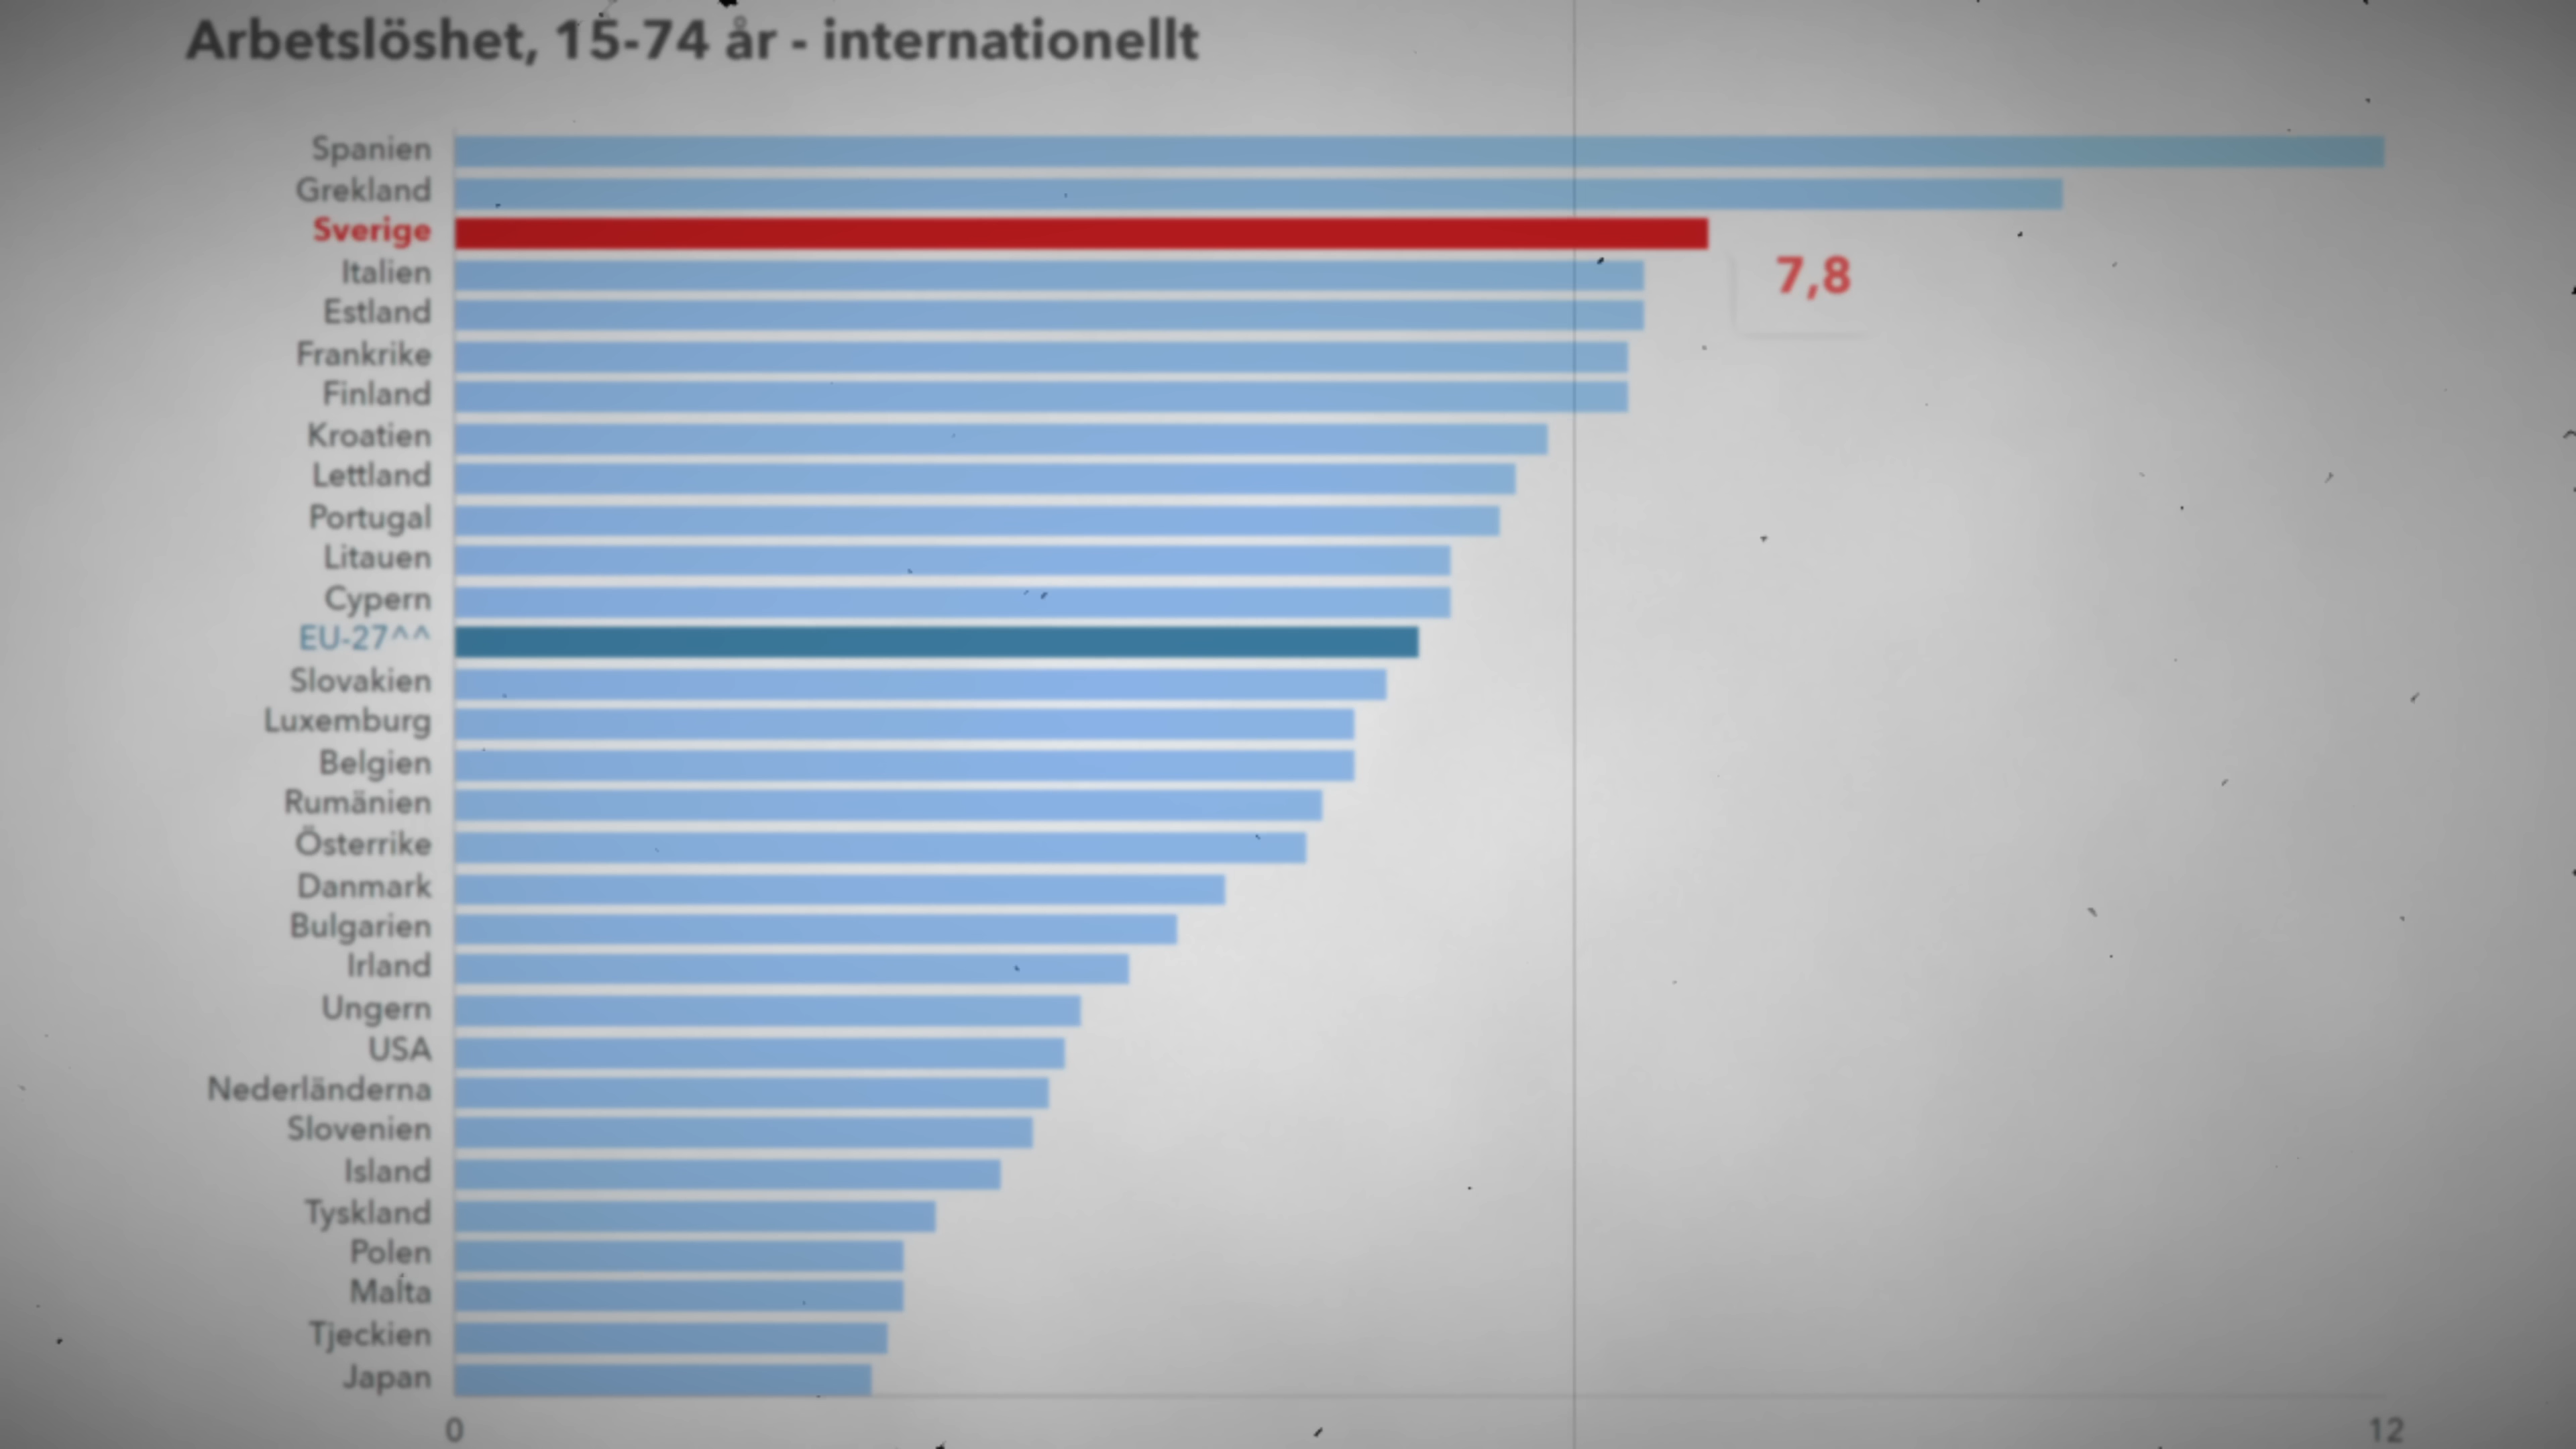 Arbetslöshet, 15-74 år - internationellt
Spanien
Grekland
Sverige
7,8
Italien
Estland
Frankrike
Finland
Kroatien
Lettland
Portugal
Litauen
Cypern
EU-27^^
Slovakien
Luxemburg
Belgien
Rumänien
Österrike
Danmark
Bulgarien
Irland
Ungern
USA
Nederländerna
Slovenien
Island
Tyskland
Polen
Malta
Tjeckien
Japan
0 12